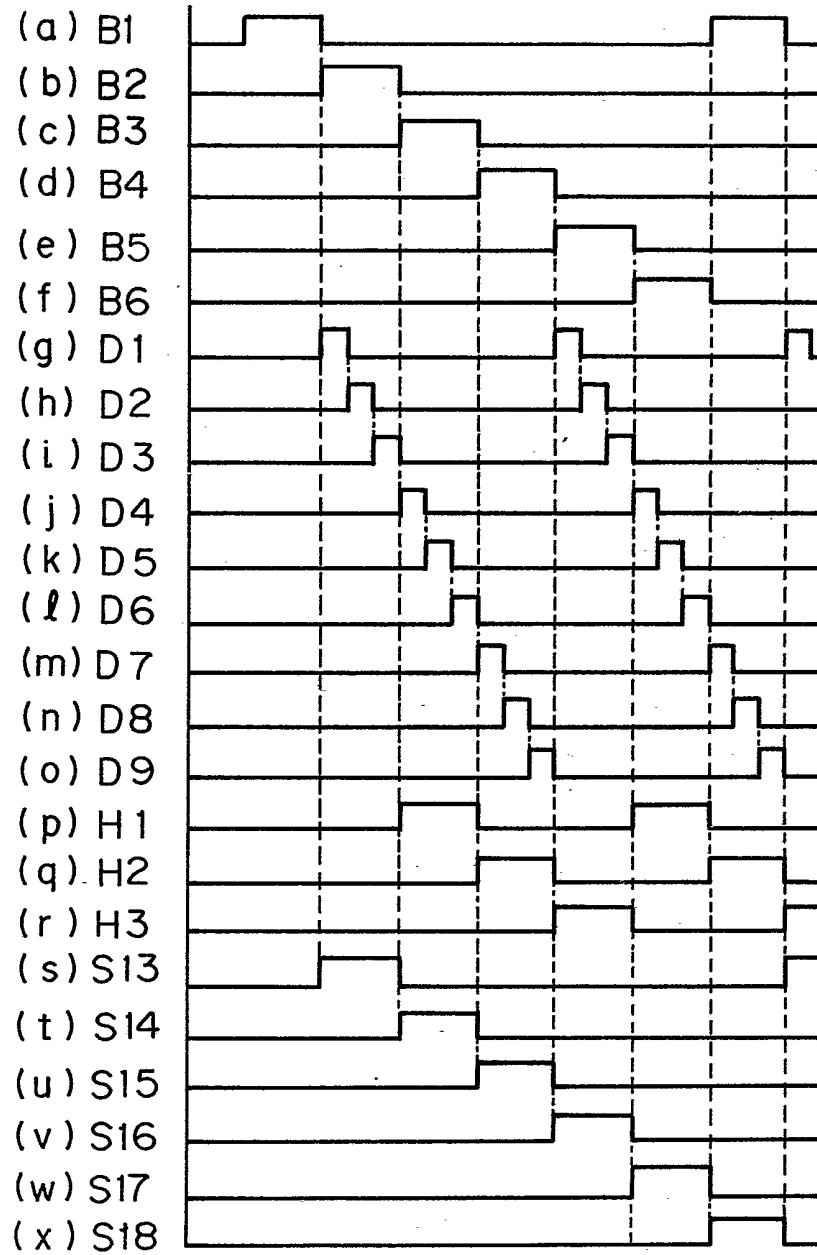 (a) B1
(b) B2
(c) B3
(d) B4
(e) B5
(f) B6
(g) D1
(h) D2
(i) D3
(j) D4
(k) D5
(l) D6
(m) D7
(n) D8
(o) D9
(p) H1
(q) H2
(r) H3
(s) S13
(t) S14
(u) S15
(v) S16
(w) S17
(x) S18